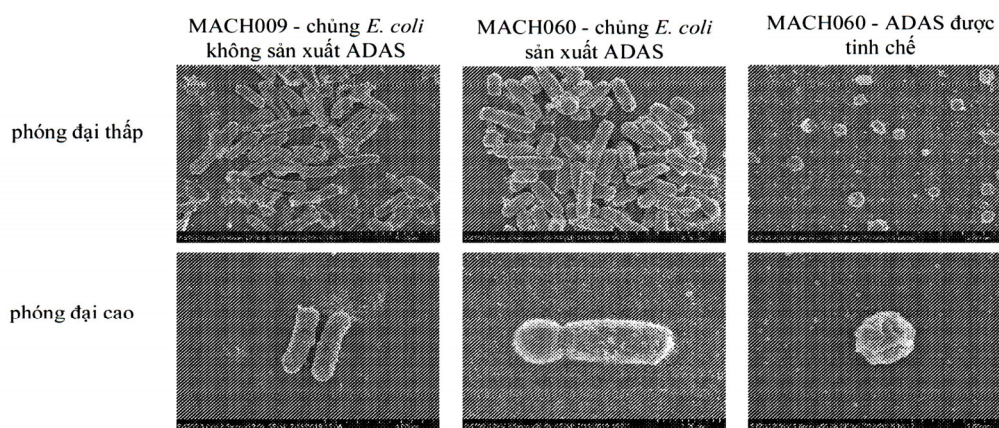 MACH009 - chủng E. coli
không sản xuất ADAS
MACH060 - chủng E. coli
sản xuất ADAS
MACH060 - ADAS được
tinh chế
phóng đại thấp
phóng đại cao